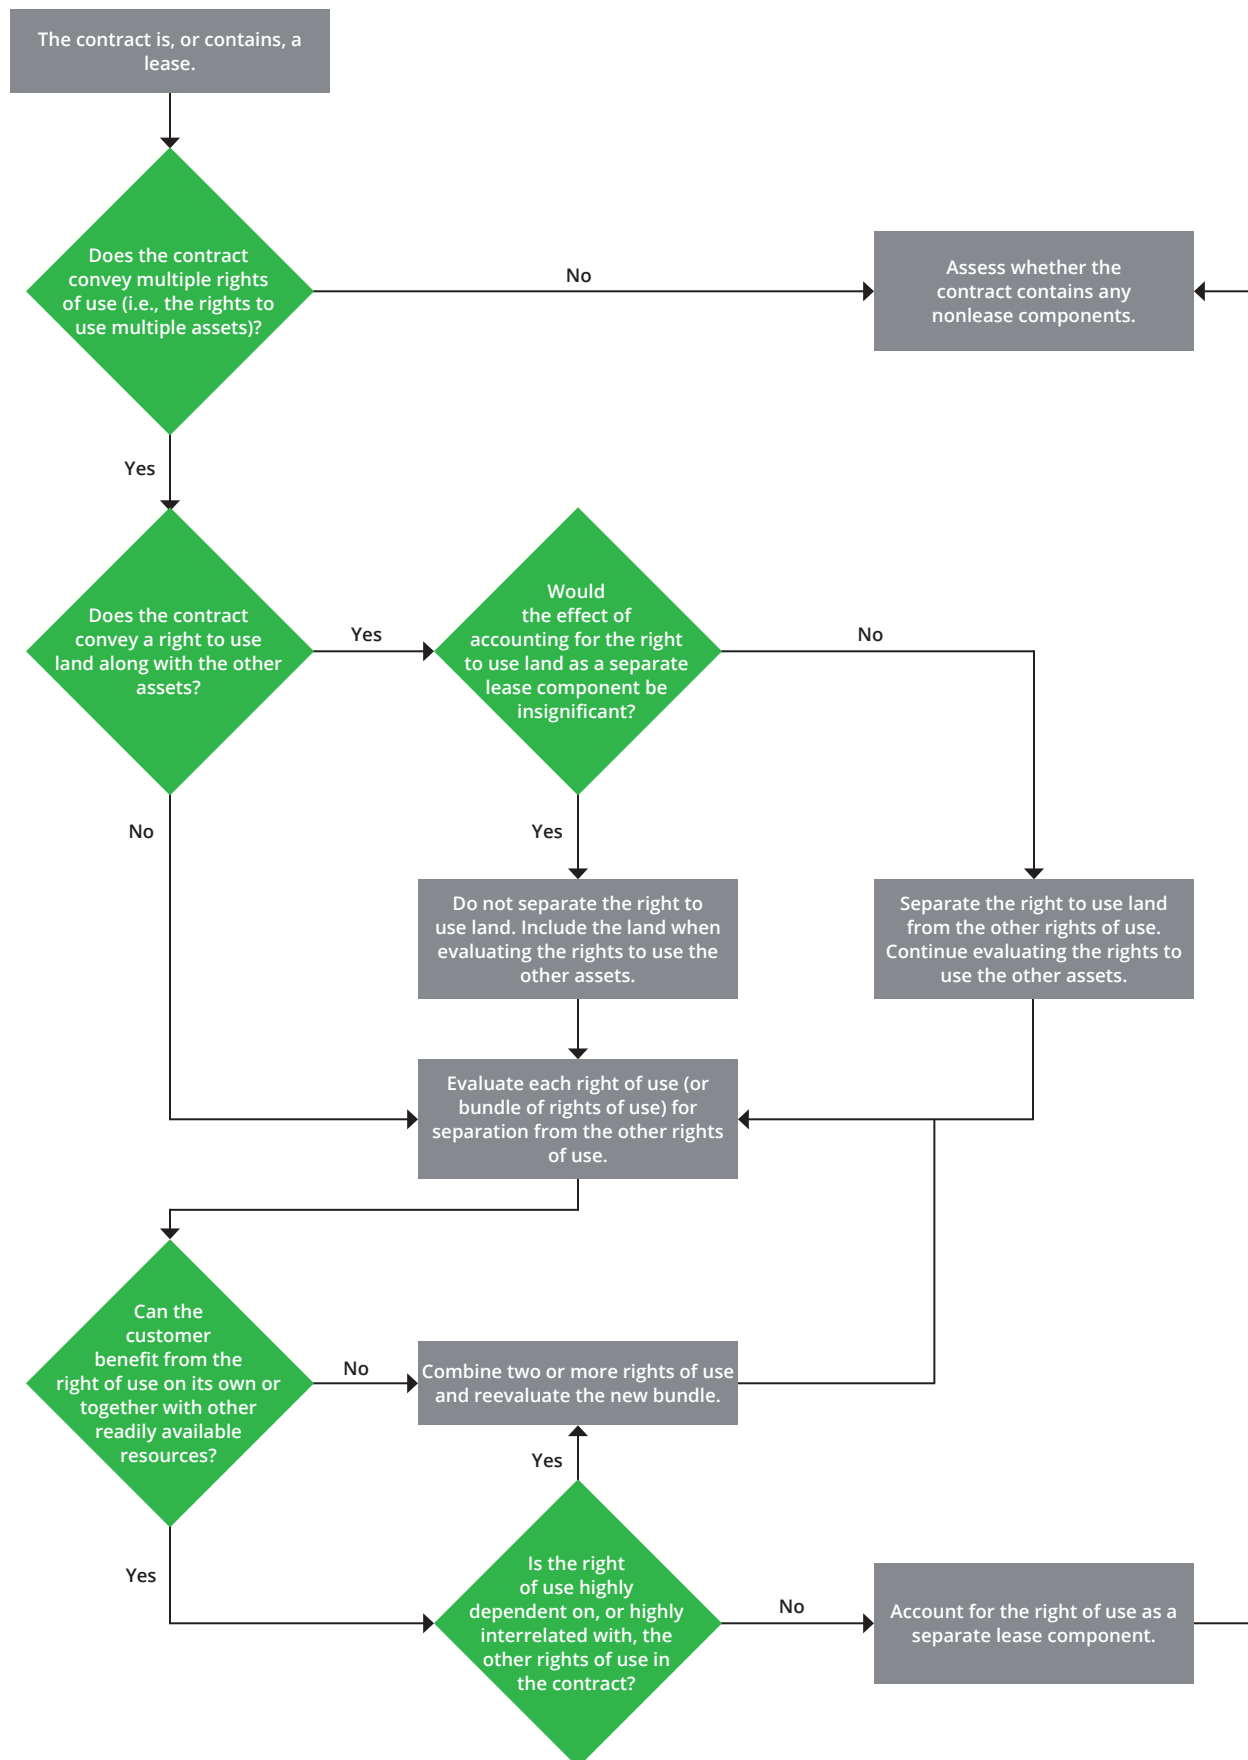 The contract is, or contains, a
lease.
Does the contract
convey multiple rights
of use (i.e., the rights to
use multiple assets)?
No
Assess whether the
contract contains any
nonlease components.
Yes
Does the contract
convey a right to use
land along with the other
assets?
Yes
Would
the effect of
accounting for the right
to use land as a separate
lease component be
insignificant?
No
No
Yes
Do not separate the right to
use land. Include the land when
evaluating the rights to use the
other assets.
Separate the right to use land
from the other rights of use.
Continue evaluating the rights to
use the other assets.
Evaluate each right of use (or
bundle of rights of use) for
separation from the other rights
of use.
Can the
customer
benefit from the
right of use on its own or
together with other
readily available
resources?
No
Combine two or more rights of use
and reevaluate the new bundle.
Yes
Yes
Is the right
of use highly
dependent on, or highly
interrelated with, the
other rights of use in
the contract?
No
Account for the right of use as a
separate lease component.